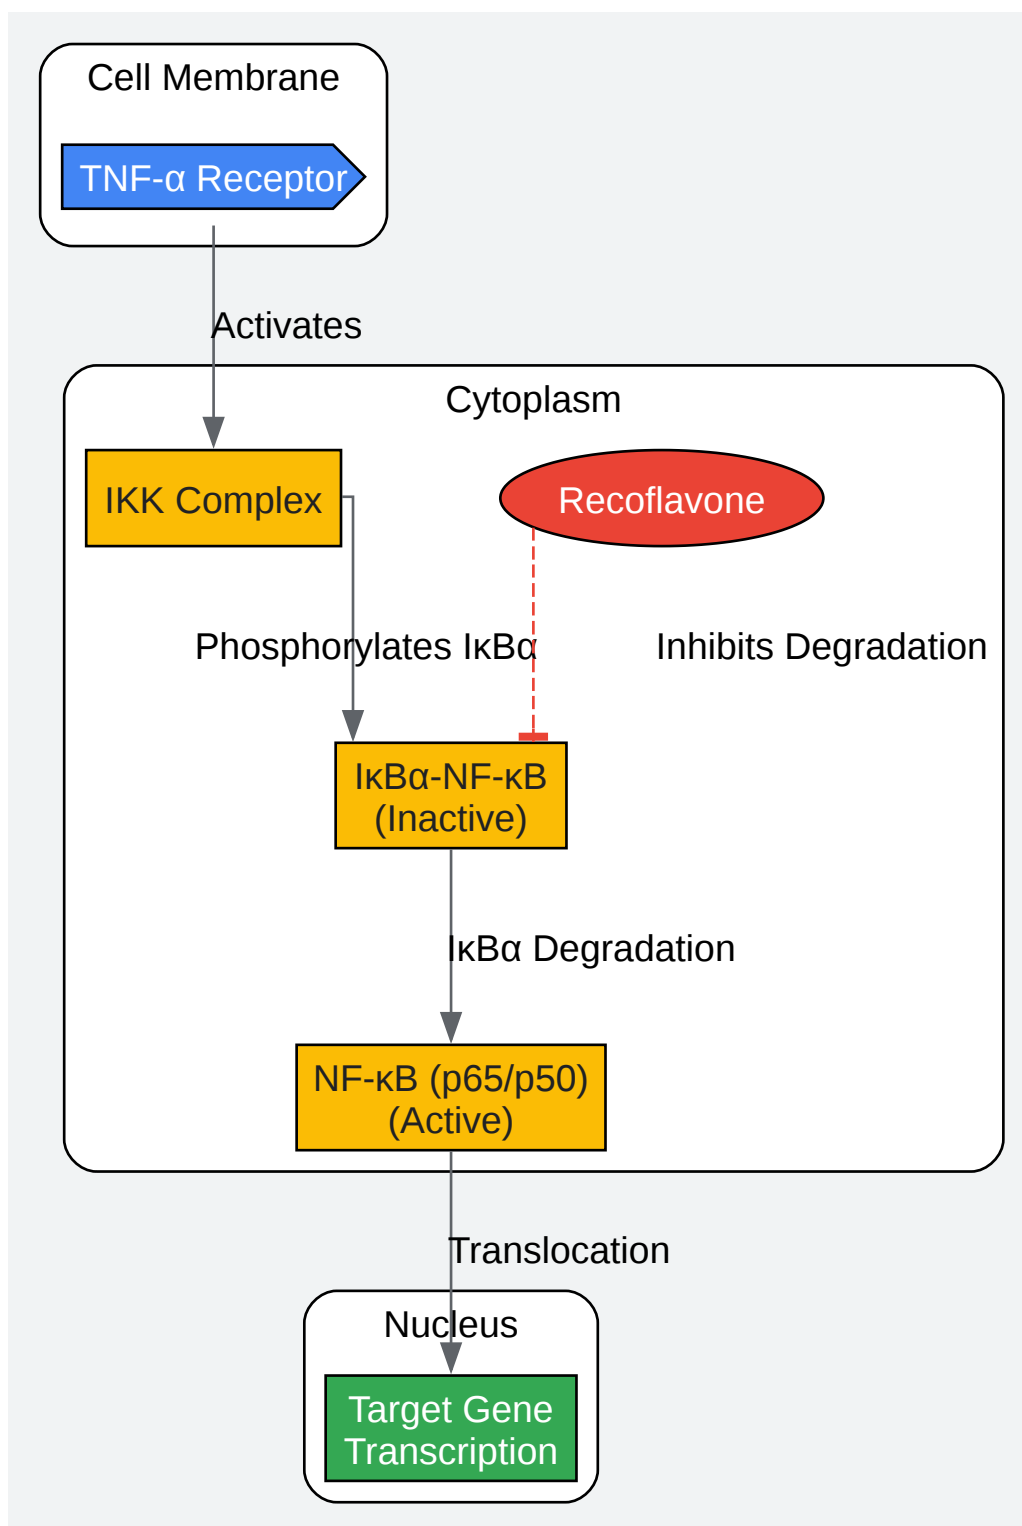 Cell Membrane
TNF-α Receptor
Activates
Cytoplasm
IKK Complex
Recoflavone
Phosphorylates IκBα
Inhibits Degradation
IκBα-NF-κB
(Inactive)
IκBα Degradation
NF-κB (p65/p50)
(Active)
Translocation
Nucleus
Target Gene
Transcription